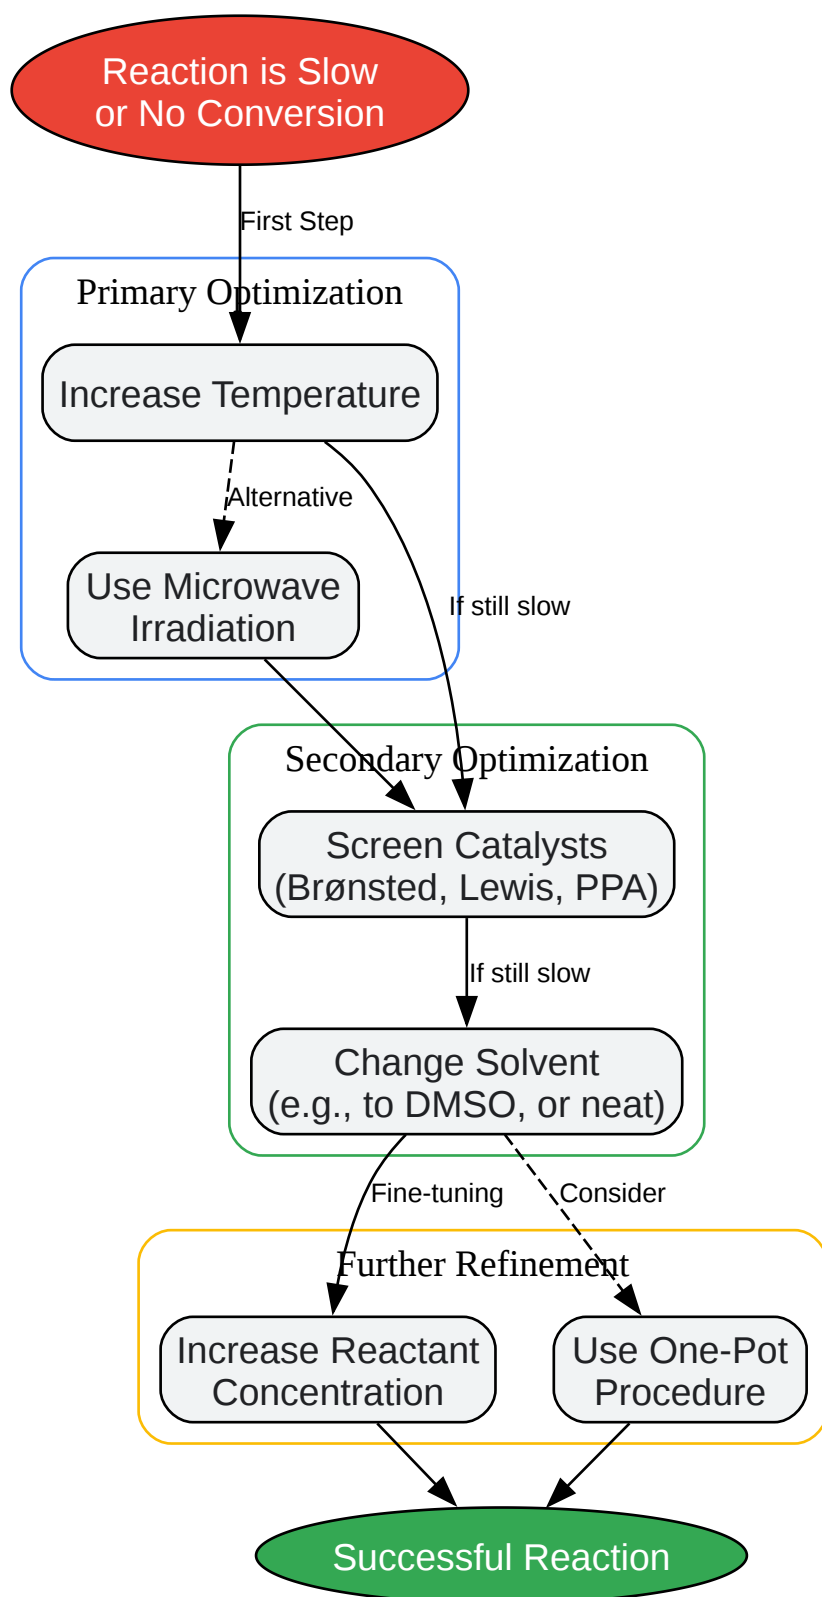 Reaction is Slow
or No Conversion
First Step
Primary Optimization
Increase Temperature
Alternative
Use Microwave
Irradiation
If still slow
Secondary Optimization
Screen Catalysts
(Brønsted, Lewis, PPA)
If still slow
Change Solvent
(e.g., to DMSO, or neat)
Fine-tuning
Consider
Further Refinement
Increase Reactant
Concentration
Use One-Pot
Procedure
Successful Reaction